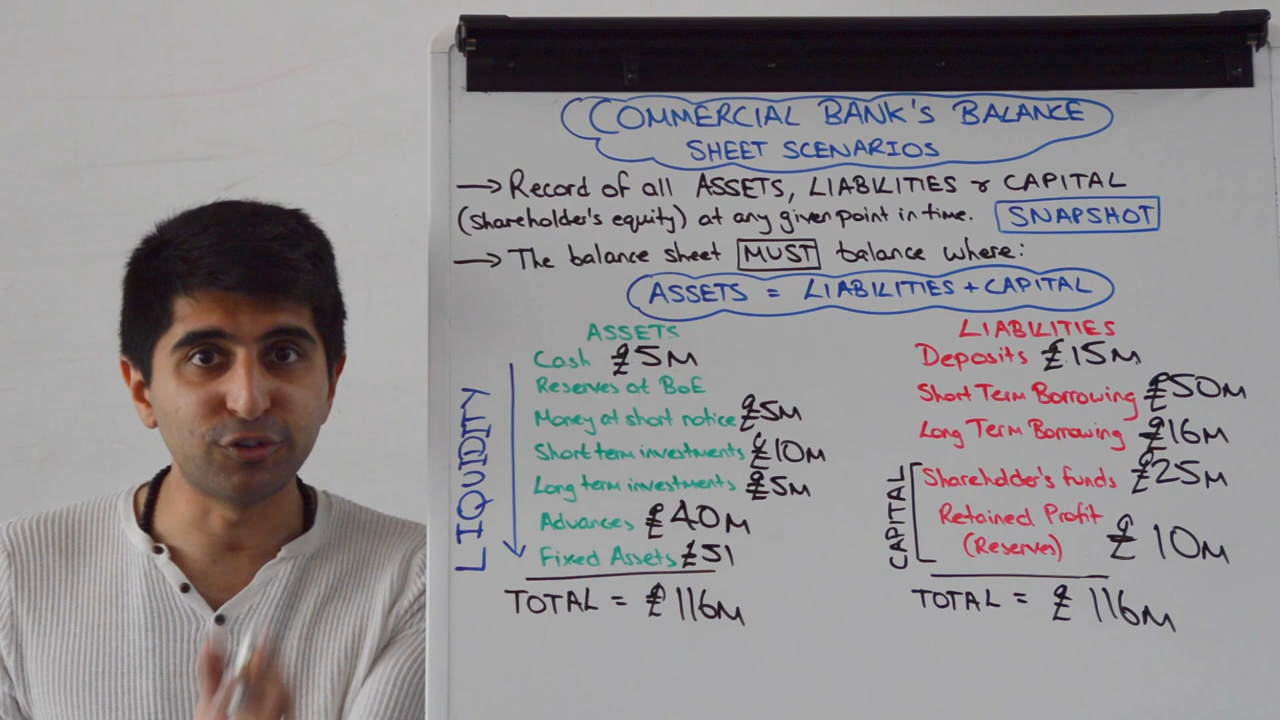 COMMERCIAL BANK'S BALANCE
SHEET SCENARIOS
→ Record of all ASSETS, LIABILITIES & CAPITAL
(shareholder's equity) at any given point in time. SNAPSHOT
→ The balance sheet MUST balance where:
ASSETS = LIABILITIES + CAPITAL
LIQUIDITY
ASSETS
Cash £5M
Reserves at BoE
Money at short notice £5M
Short term investments £10M
Long term investments £5M
Advances £40M
Fixed Assets £51
TOTAL = £116M
LIABILITIES
Deposits £15M
Short Term Borrowing £50M
Long Term Borrowing £16M
CAPITAL
Shareholder's funds £25M
Retained Profit
(Reserves) £10M
TOTAL = £116M